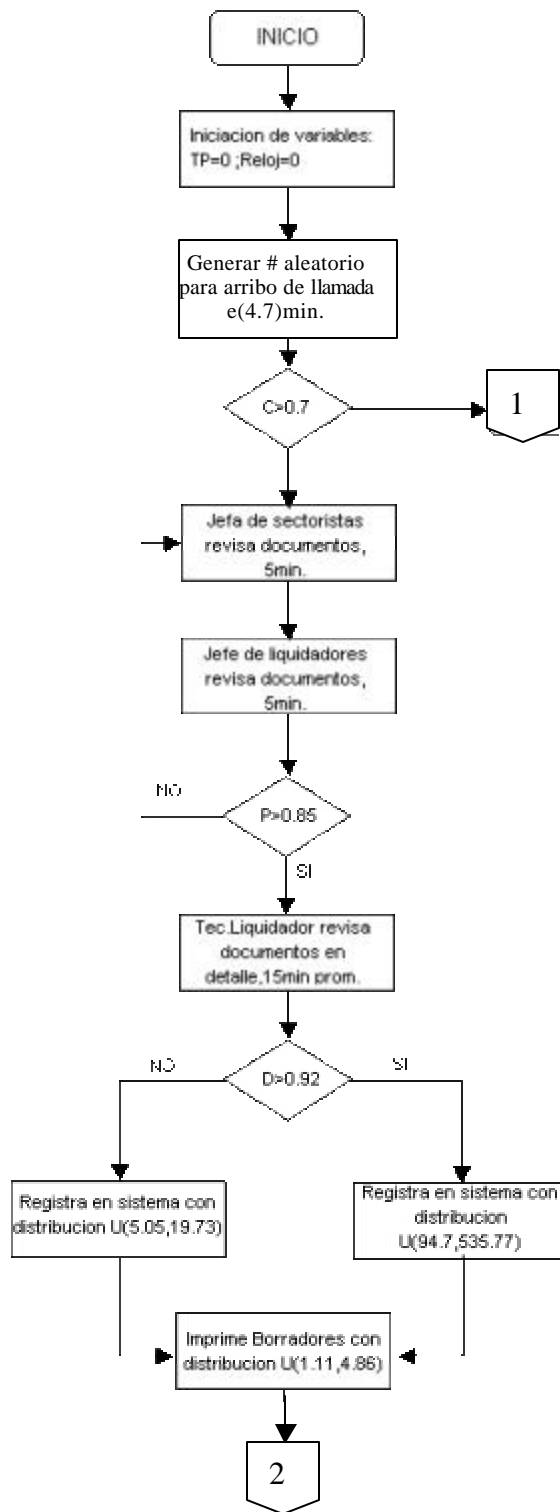 INICIO
Iniciacion de variables:
TP=0 ;Reloj=0
Generar # aleatorio
para arribo de llamada
e(4.7)min.
C>0.7
1
Jefa de sectoristas
revisa documentos,
5min.
Jefe de liquidadores
revisa documentos,
5min.
NO
P>0.85
SI
Tec.Liquidador revisa
documentos en
detalle,15min prom.
NO
D>0.92
SI
Registra en sistema con
distribucion U(5.05,19.73)
Registra en sistema con
distribucion
U(94.7,535.77)
Imprime Borradores con
distribucion U(1.11,4.86)
2